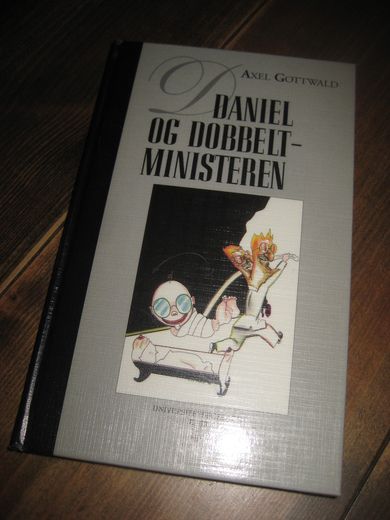 AXEL GOTTWALD
DANIEL
OG DOBBELT-
MINISTEREN